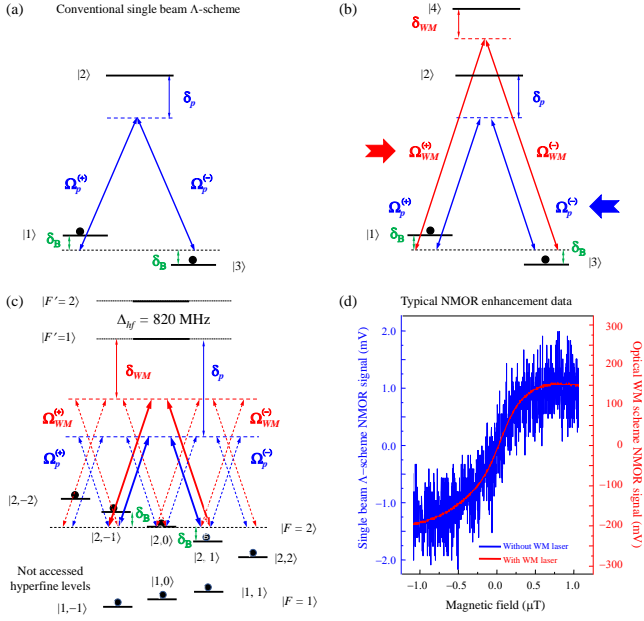 (a) Conventional single beam Λ-scheme
|2⟩
δp
Ωp(+)
Ωp(−)
|1⟩
δB
δB
|3⟩
(b)
|4⟩
δWM
|2⟩
δp
ΩWM(+)
ΩWM(−)
Ωp(+)
Ωp(−)
|1⟩
δB
δB
|3⟩
(c)
|F′= 2⟩
Δhf = 820 MHz
|F′=1⟩
δWM
δp
ΩWM(+)
ΩWM(−)
Ωp(+)
Ωp(−)
|2,−2⟩
|2,−1⟩
δB
|2,0⟩
δB
|2, 1⟩
|2,2⟩
|F = 2⟩
Not accessed
hyperfine levels
|1,−1⟩
|1,0⟩
|1, 1⟩
|F = 1⟩
(d) Typical NMOR enhancement data
Single beam Λ−scheme NMOR signal (mV)
2.0
1.0
0.0
-1.0
-2.0
300
200
100
0
−100
−200
−300
Optical WM scheme NMOR
signal (mV)
Without WM laser
With WM laser
-1.0
-0.5
0.0
0.5
1.0
Magnetic field (μT)